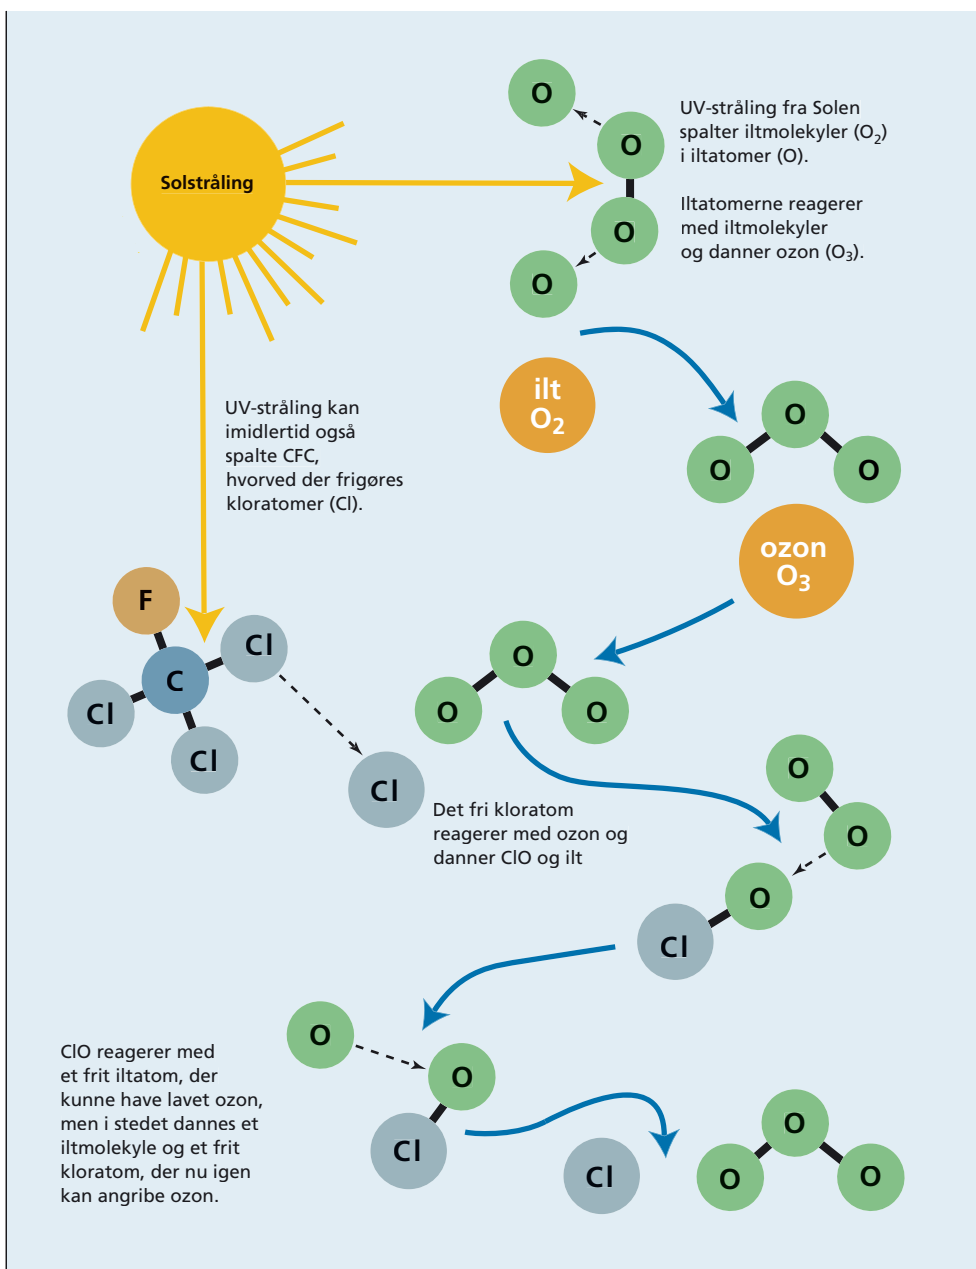 Solstråling
O
O
O
O
UV-stråling fra Solen
spalter iltmolekyler (O₂)
i iltatomer (O).
Iltatomerne reagerer
med iltmolekyler
og danner ozon (O₃).
ilt
O₂
O
O
O
ozon
O₃
UV-stråling kan
imidlertid også
spalte CFC,
hvorved der frigøres
kloratomer (Cl).
F
C
Cl
Cl
Cl
Cl
O
O
O
Det fri kloratom
reagerer med ozon og
danner ClO og ilt
O
O
O
Cl
O
O
Cl
ClO reagerer med
et frit iltatom, der
kunne have lavet ozon,
men i stedet dannes et
iltmolekyle og et frit
kloratom, der nu igen
kan angribe ozon.
Cl
O
O
O